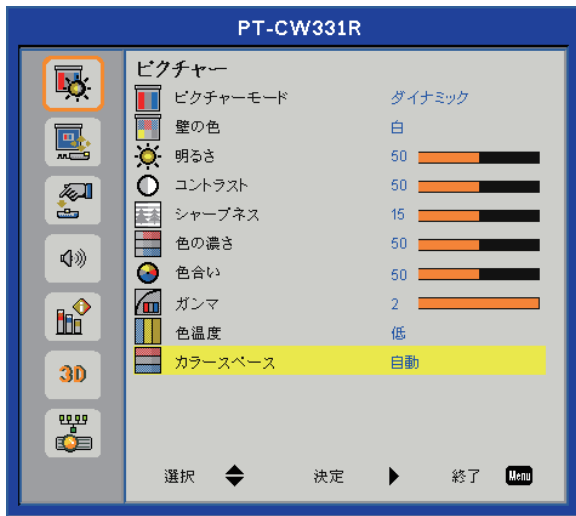 PT-CW331R
ピクチャー
ピクチャーモード ダイナミック
壁の色 白
明るさ 50
コントラスト 50
シャープネス 15
色の濃さ 50
色合い 50
ガンマ 2
色温度 低
カラースペース 自動
3D
選択 決定 終了 Menu